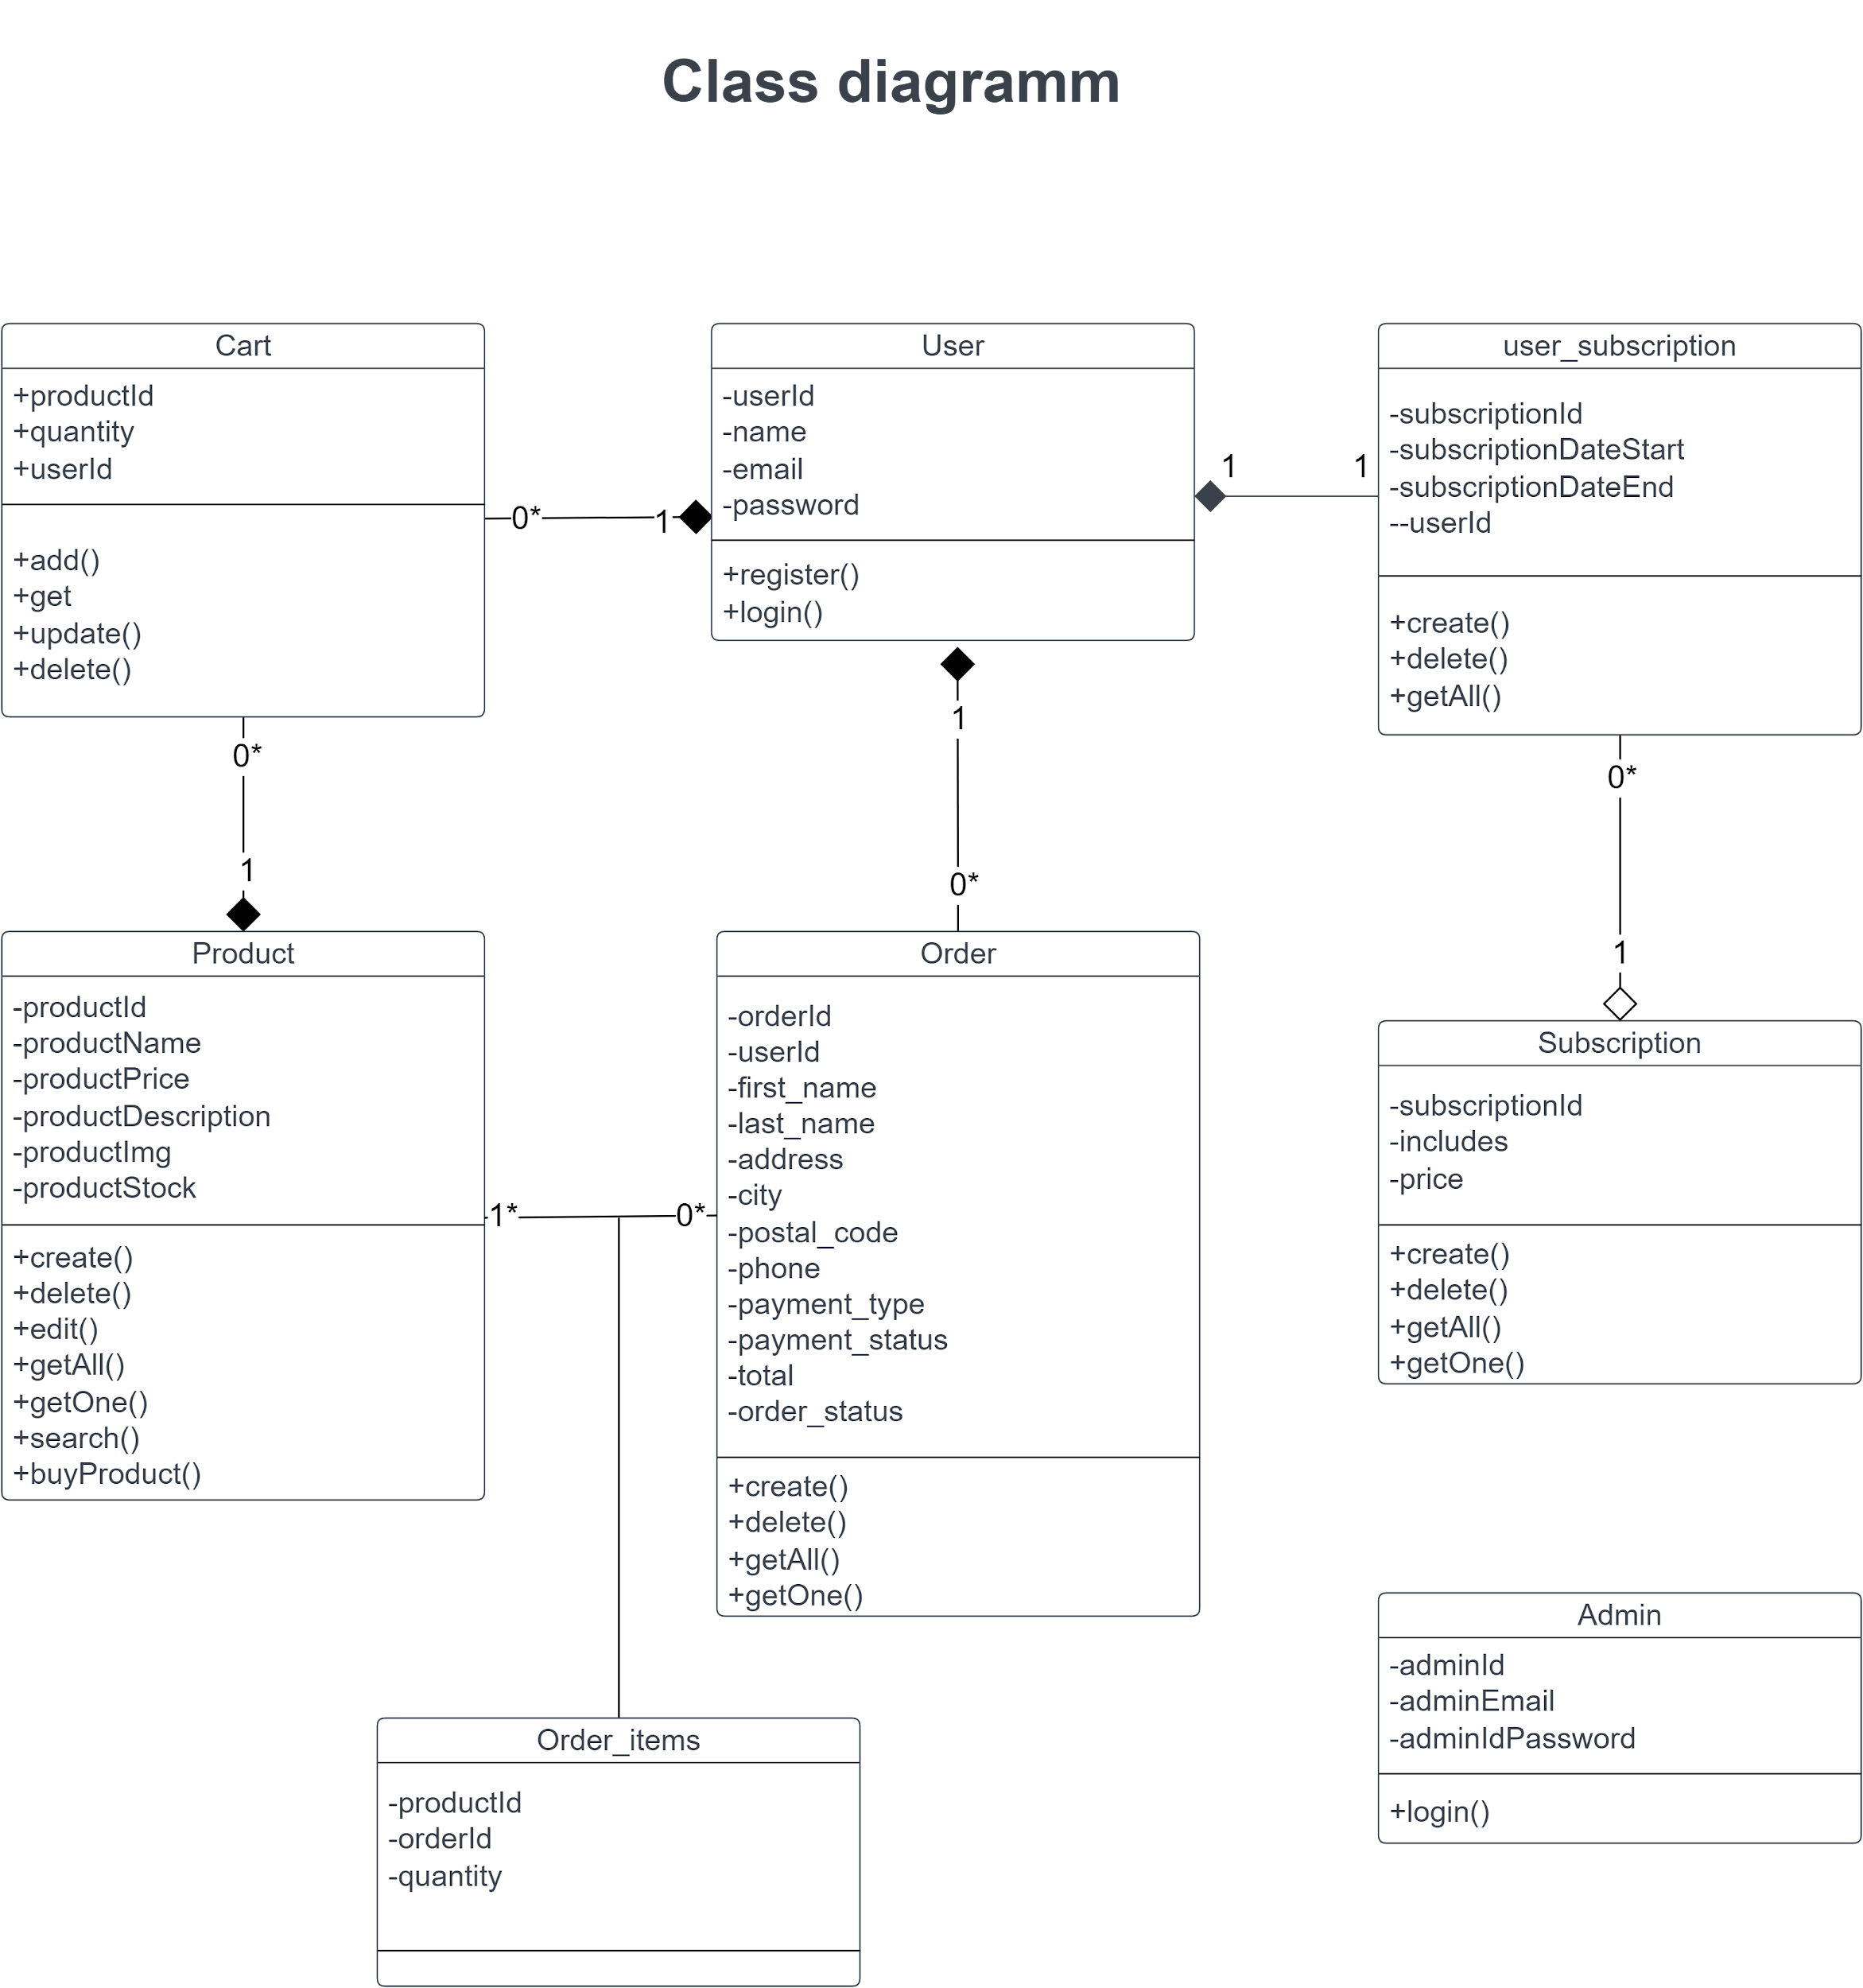 Class diagramm
Cart
+productId
+quantity
+userId
+add()
+get
+update()
+delete()
0*
1
User
-userId
-name
-email
-password
+register()
+login()
1
1
user_subscription
-subscriptionId
-subscriptionDateStart
-subscriptionDateEnd
--userId
+create()
+delete()
+getAll()
0*
1
1
0*
0*
1
Product
-productId
-productName
-productPrice
-productDescription
-productImg
-productStock
+create()
+delete()
+edit()
+getAll()
+getOne()
+search()
+buyProduct()
1*
0*
Order
-orderId
-userId
-first_name
-last_name
-address
-city
-postal_code
-phone
-payment_type
-payment_status
-total
-order_status
+create()
+delete()
+getAll()
+getOne()
Subscription
-subscriptionId
-includes
-price
+create()
+delete()
+getAll()
+getOne()
Admin
-adminId
-adminEmail
-adminIdPassword
+login()
Order_items
-productId
-orderId
-quantity